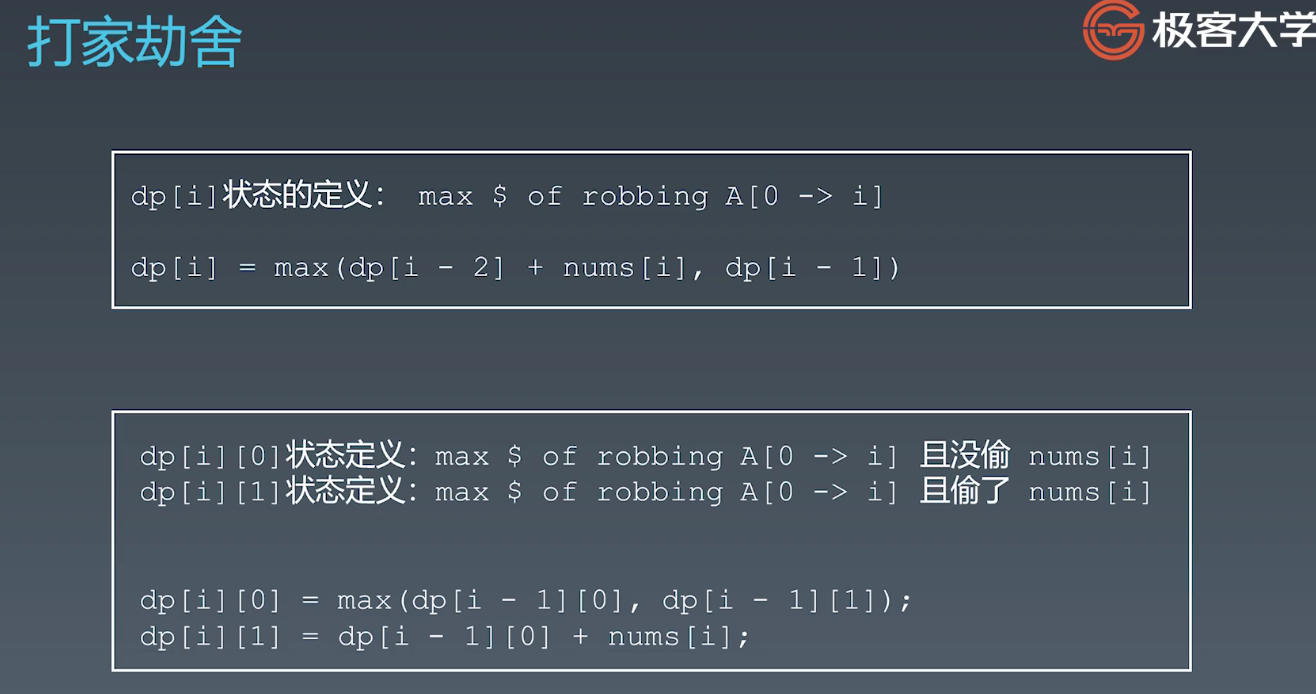 打家劫舍
极客大学
dp[i]状态的定义： max $ of robbing A[0 -> i]
dp[i] = max(dp[i - 2] + nums[i], dp[i - 1])
dp[i][0]状态定义：max $ of robbing A[0 -> i] 且没偷 nums[i]
dp[i][1]状态定义：max $ of robbing A[0 -> i] 且偷了 nums[i]
dp[i][0] = max(dp[i - 1][0], dp[i - 1][1]);
dp[i][1] = dp[i - 1][0] + nums[i];